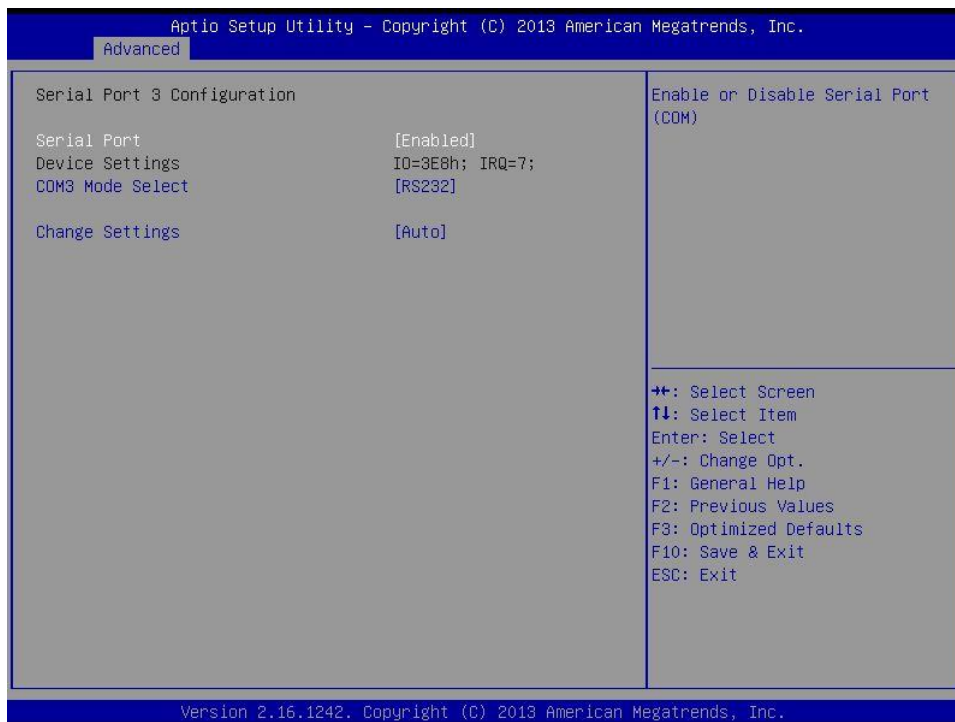 Aptio Setup Utility – Copyright (C) 2013 American Megatrends, Inc.
Advanced
Serial Port 3 Configuration
Serial Port [Enabled]
Device Settings IO=3E8h; IRQ=7;
COM3 Mode Select [RS232]
Change Settings [Auto]
Enable or Disable Serial Port
(COM)
→←: Select Screen
↑↓: Select Item
Enter: Select
+/-: Change Opt.
F1: General Help
F2: Previous Values
F3: Optimized Defaults
F10: Save & Exit
ESC: Exit
Version 2.16.1242. Copyright (C) 2013 American Megatrends, Inc.